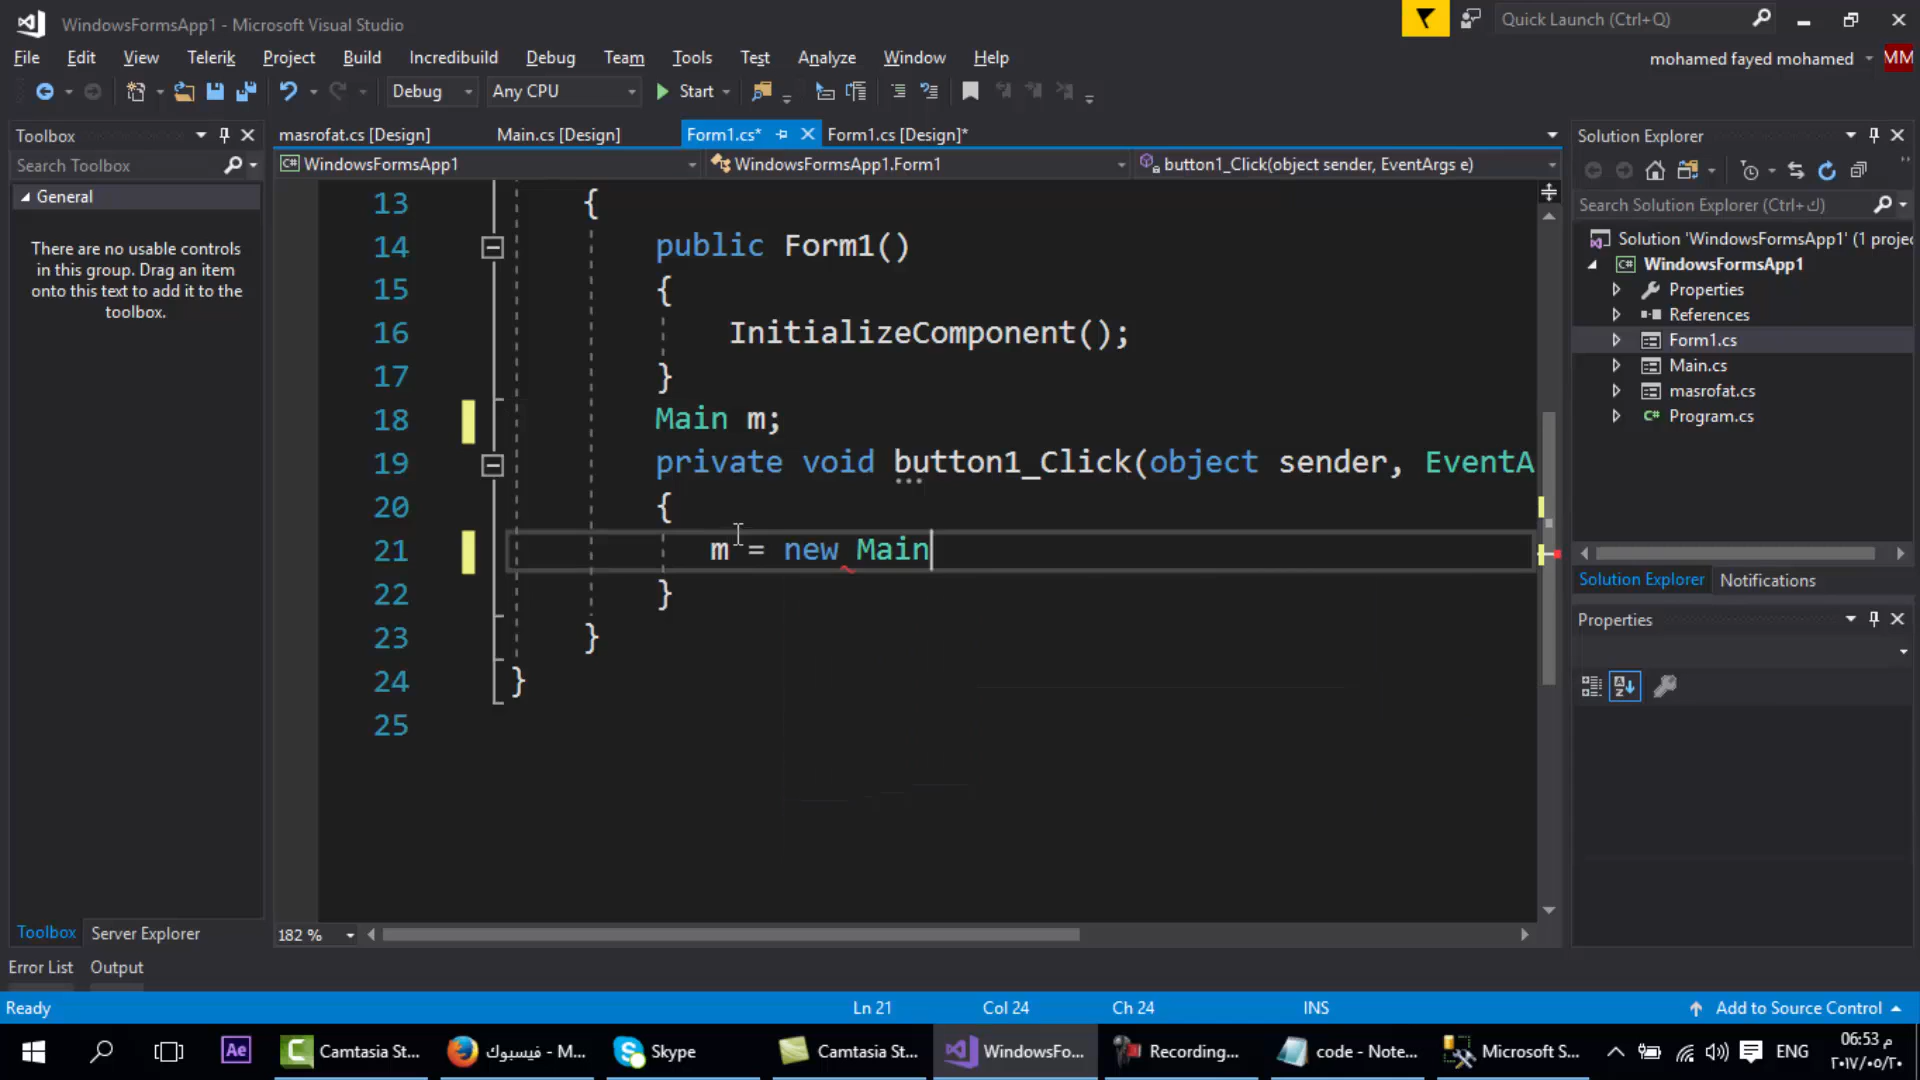 WindowsFormsApp1 - Microsoft Visual Studio
Quick Launch (Ctrl+Q)
File Edit View Telerik Project Build Incredibuild Debug Team Tools Test Analyze Window Help
mohamed fayed mohamed MM
Debug Any CPU Start
Toolbox
masrofat.cs [Design] Main.cs [Design] Form1.cs* Form1.cs [Design]*
Solution Explorer
Search Toolbox
WindowsFormsApp1 WindowsFormsApp1.Form1 button1_Click(object sender, EventArgs e)
General
There are no usable controls
in this group. Drag an item
onto this text to add it to the
toolbox.
13 {
14 public Form1()
15 {
16 InitializeComponent();
17 }
18 Main m;
19 private void button1_Click(object sender, EventA
20 {
21 m = new Main
22 }
23 }
24 }
25
Search Solution Explorer (Ctrl+ك)
Solution 'WindowsFormsApp1' (1 projec
WindowsFormsApp1
Properties
References
Form1.cs
Main.cs
masrofat.cs
Program.cs
Solution Explorer Notifications
Properties
Toolbox Server Explorer
182 %
Error List Output
Ready Ln 21 Col 24 Ch 24 INS Add to Source Control
Ae Camtasia St... فيسبوك - M... Skype Camtasia St... WindowsFo... Recording... code - Note... Microsoft S... ENG
06:53 م
٢٠١٧/٠٥/٢٠